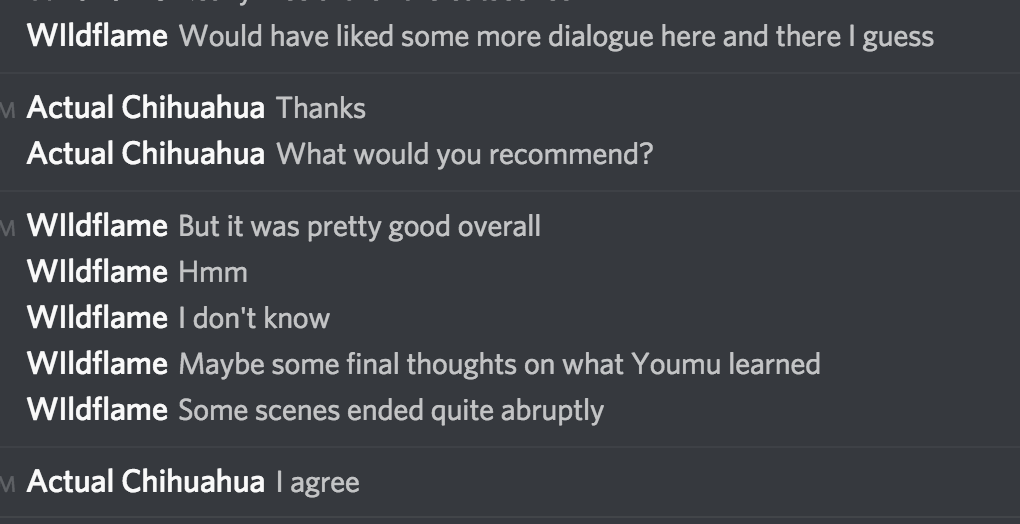 WIldflame Would have liked some more dialogue here and there I guess
M Actual Chihuahua Thanks
Actual Chihuahua What would you recommend?
M WIldflame But it was pretty good overall
WIldflame Hmm
WIldflame I don't know
WIldflame Maybe some final thoughts on what Youmu learned
WIldflame Some scenes ended quite abruptly
M Actual Chihuahua I agree